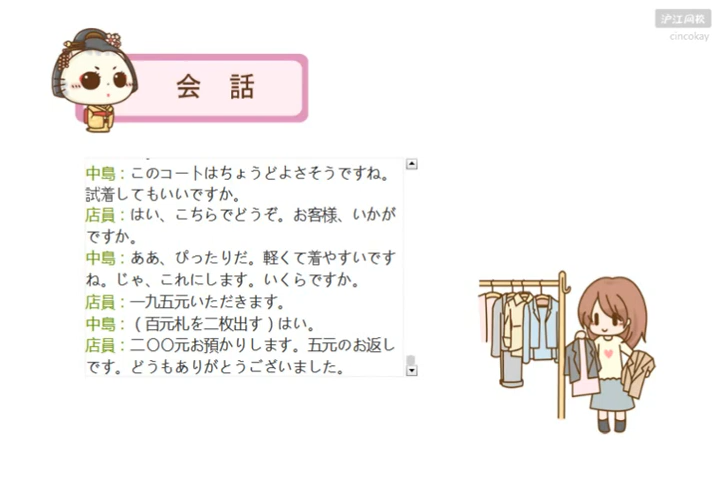 沪江网校
cincokay
会 話
中島：このコートはちょうどよさそうですね。
試着してもいいですか。
店員：はい、こちらでどうぞ。お客様、いかが
ですか。
中島：ああ、ぴったりだ。軽くて着やすいです
ね。じゃ、これにします。いくらですか。
店員：一九五元いただきます。
中島：（百元札を二枚出す）はい。
店員：二〇〇元お預かりします。五元のお返し
です。どうもありがとうございました。